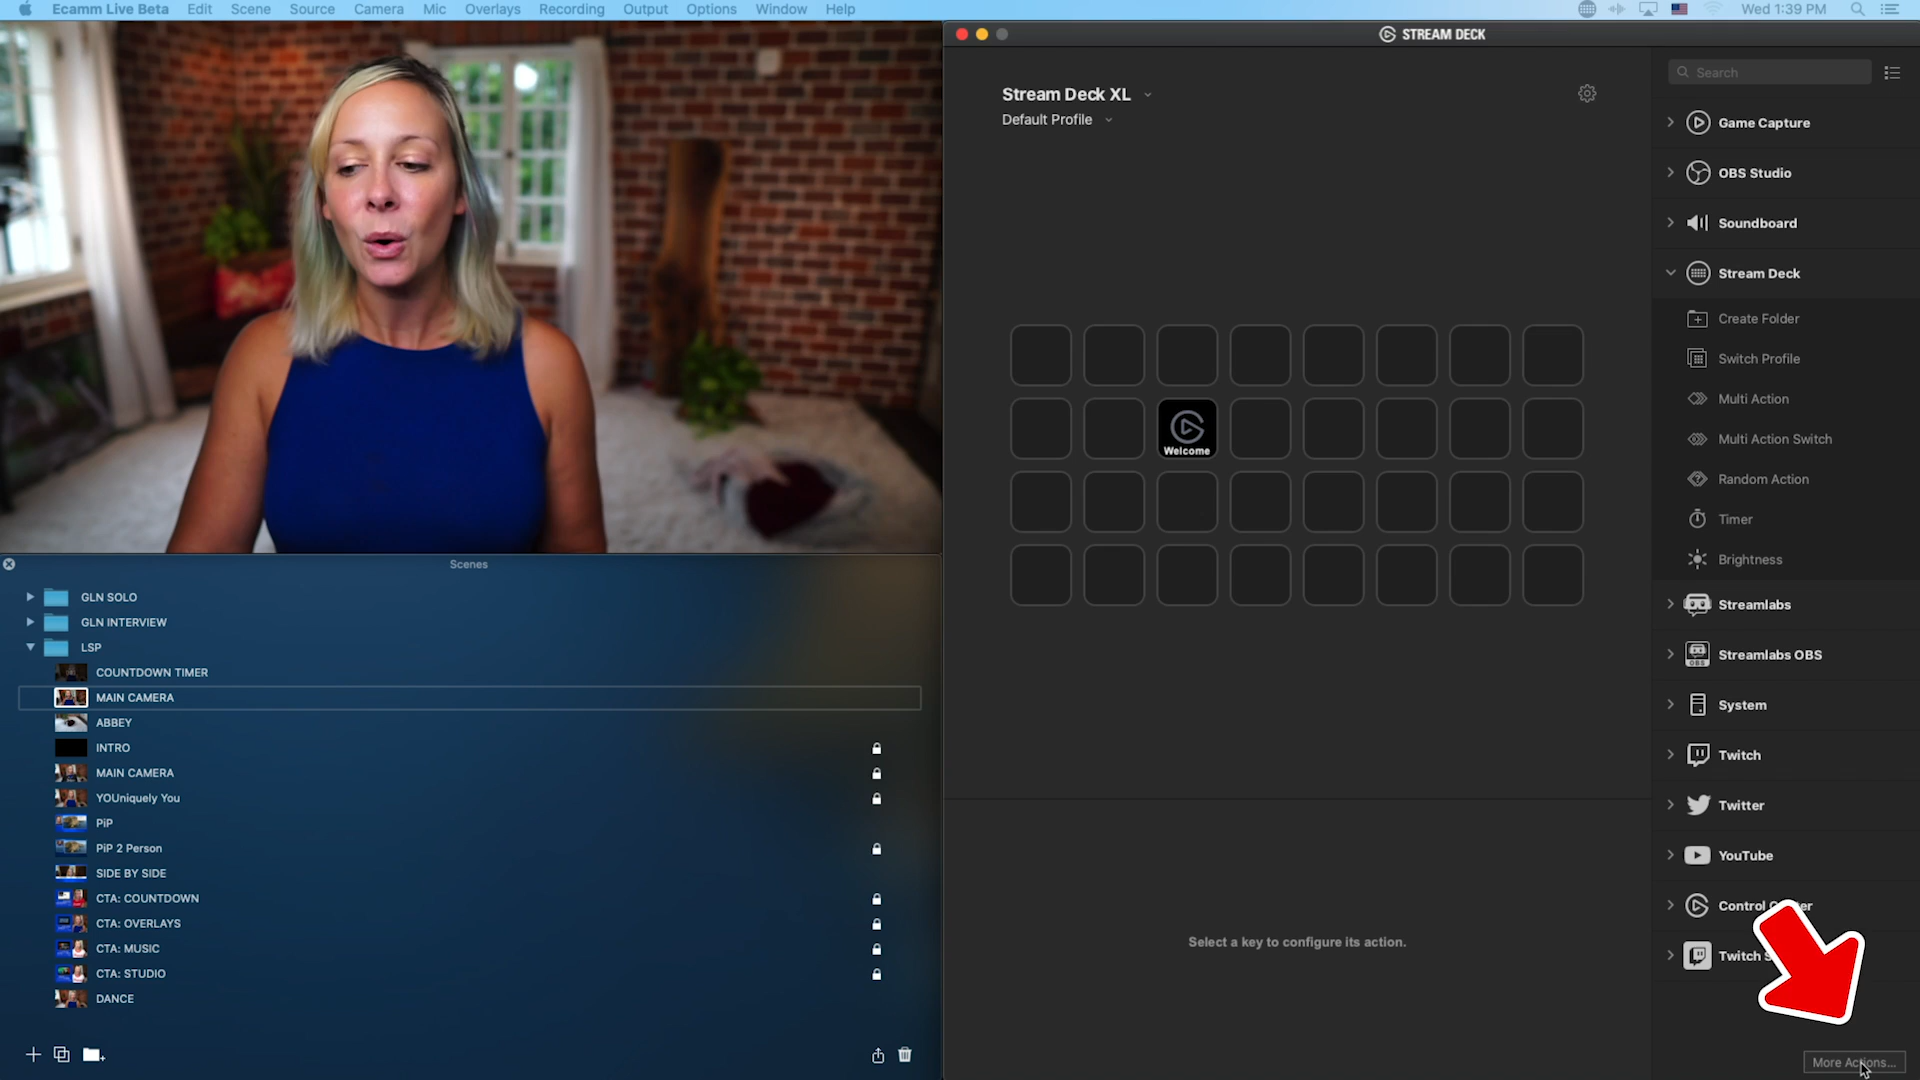 Ecamm Live Beta Edit Scene Source Camera Mic Overlays Recording Output Options Window Help Wed 1:39 PM
STREAM DECK
Stream Deck XL
Default Profile
Welcome
Select a key to configure its action.
Search
Game Capture
OBS Studio
Soundboard
Stream Deck
Create Folder
Switch Profile
Multi Action
Multi Action Switch
Random Action
Timer
Brightness
Streamlabs
OBS
Streamlabs OBS
System
Twitch
Twitter
YouTube
Control
Twitch
More Actions...
Scenes
GLN SOLO
GLN INTERVIEW
LSP
COUNTDOWN TIMER
MAIN CAMERA
ABBEY
INTRO
MAIN CAMERA
YOUniquely You
PiP
PiP 2 Person
SIDE BY SIDE
CTA: COUNTDOWN
CTA: OVERLAYS
CTA: MUSIC
CTA: STUDIO
DANCE